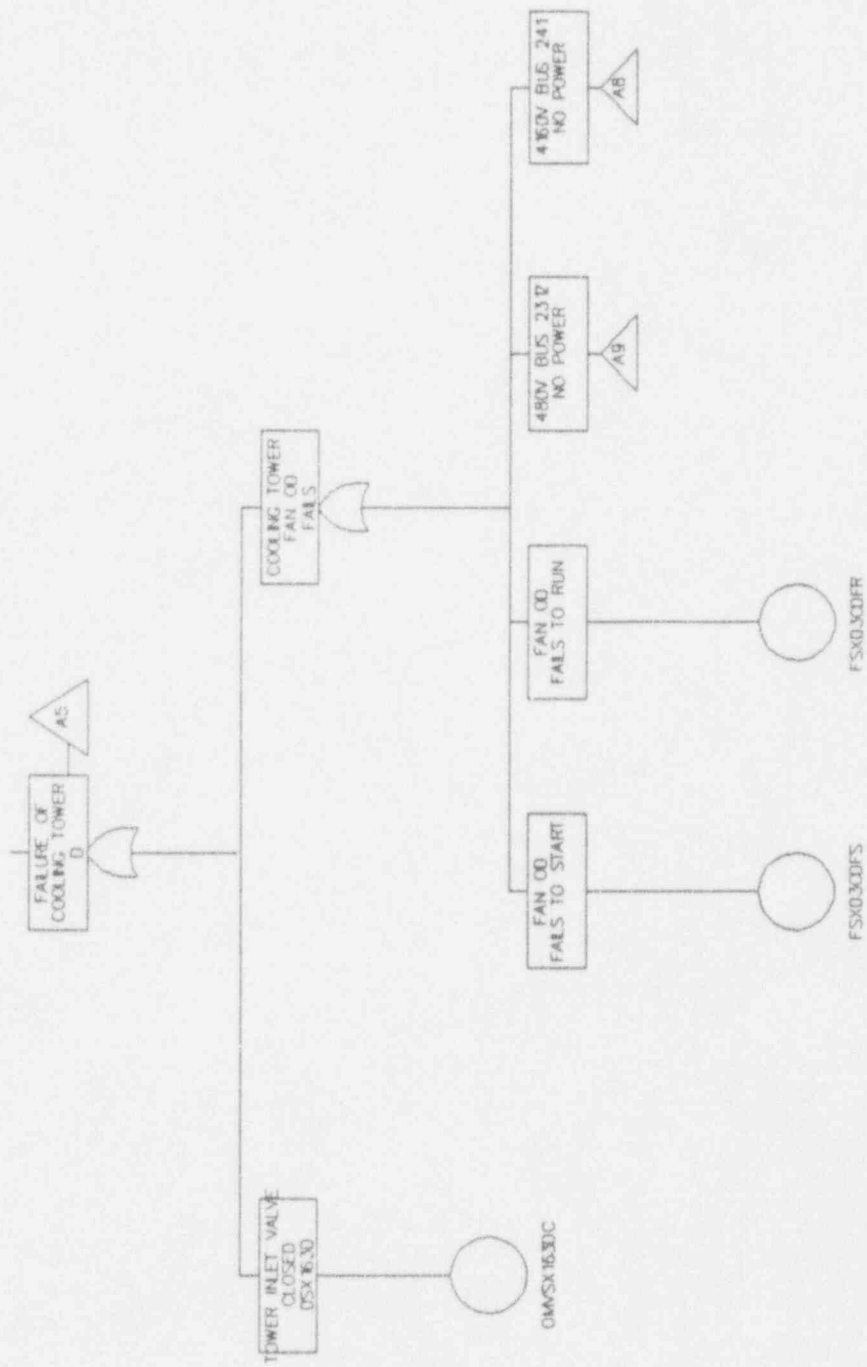 FAILURE OF
COOLING TOWER
D
A5
TOWER INLET VALVE
CLOSED
0SX163D
0MVSX163DC
COOLING TOWER
FAN 0D
FAILS
FAN 0D
FAILS TO START
FSX03CDFS
FAN 0D
FAILS TO RUN
FSX03CDFR
480V BUS 231Z
NO POWER
A9
4160V BUS 241
NO POWER
A8